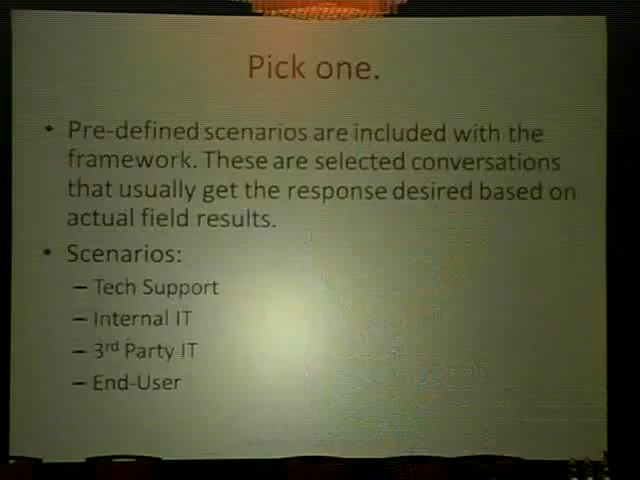 Pick one.
• Pre-defined scenarios are included with the
framework. These are selected conversations
that usually get the response desired based on
actual field results.
• Scenarios:
– Tech Support
– Internal IT
– 3rd Party IT
– End-User